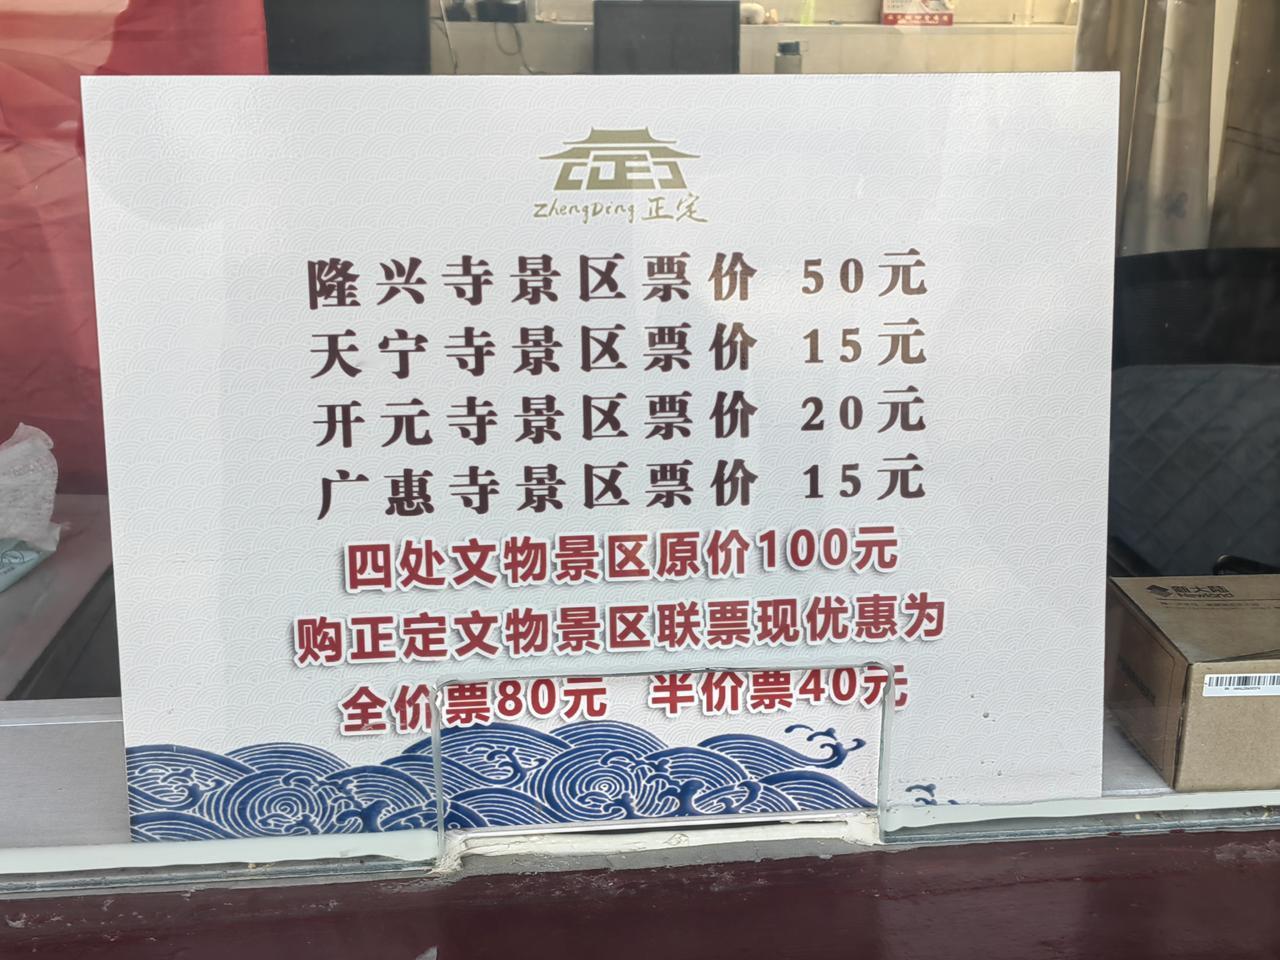 ZhengDing 正定
隆兴寺景区票价 50元
天宁寺景区票价 15元
开元寺景区票价 20元
广惠寺景区票价 15元
四处文物景区原价100元
购正定文物景区联票现优惠为
全价票80元 半价票40元
新大陆
Newland